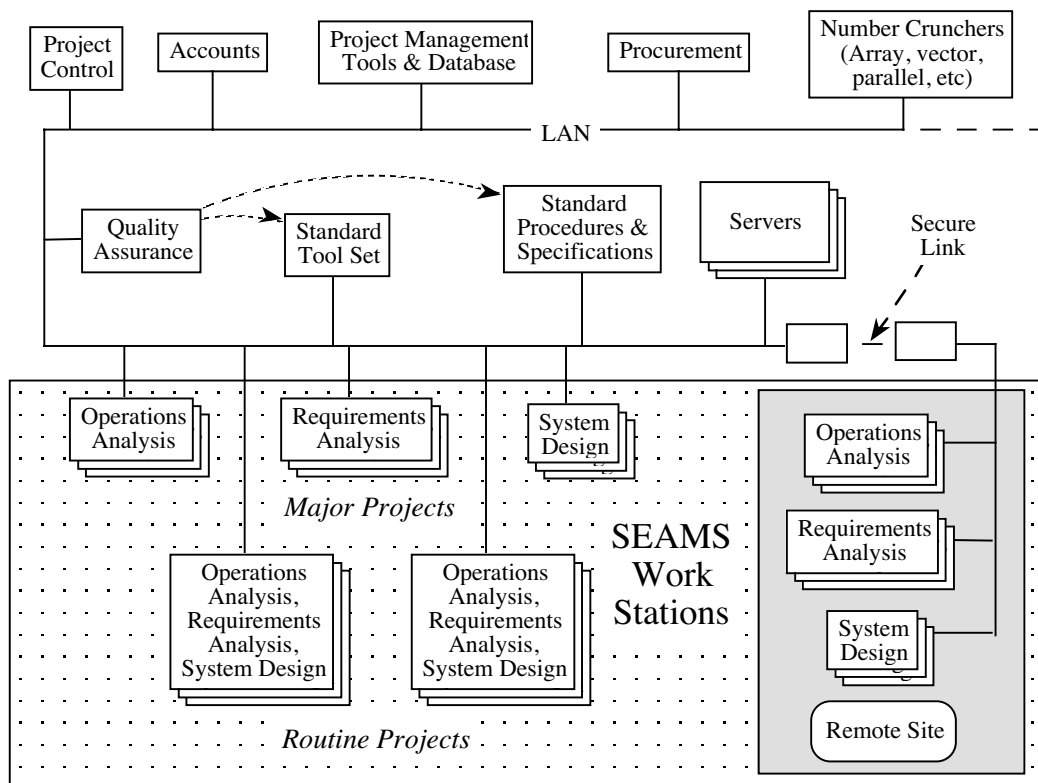 Project
Control
Accounts
Project Management
Tools & Database
Procurement
Number Crunchers
(Array, vector,
parallel, etc)
LAN
Quality
Assurance
Standard
Tool Set
Standard
Procedures &
Specifications
Servers
Secure
Link
Operations
Analysis
Requirements
Analysis
System
Design
Major Projects
Operations
Analysis,
Requirements
Analysis,
System Design
Operations
Analysis,
Requirements
Analysis,
System Design
Routine Projects
SEAMS
Work
Stations
Operations
Analysis
Requirements
Analysis
System
Design
Remote Site